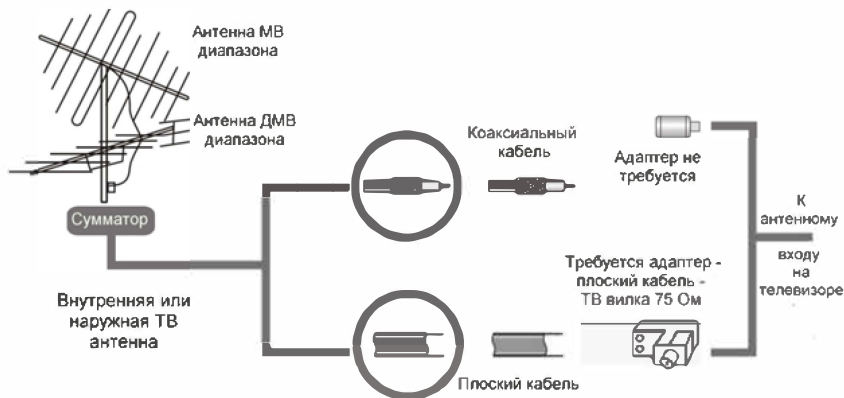 Антенна МВ
диапазона
Антенна ДМВ
диапазона
Сумматор
Внутренняя или
наружная ТВ
антенна
Коаксиальный
кабель
Адаптер не
требуется
Требуется адаптер -
плоский кабель -
ТВ вилка 75 Ом
Плоский кабель
К
антенному
входу
на
телевизоре